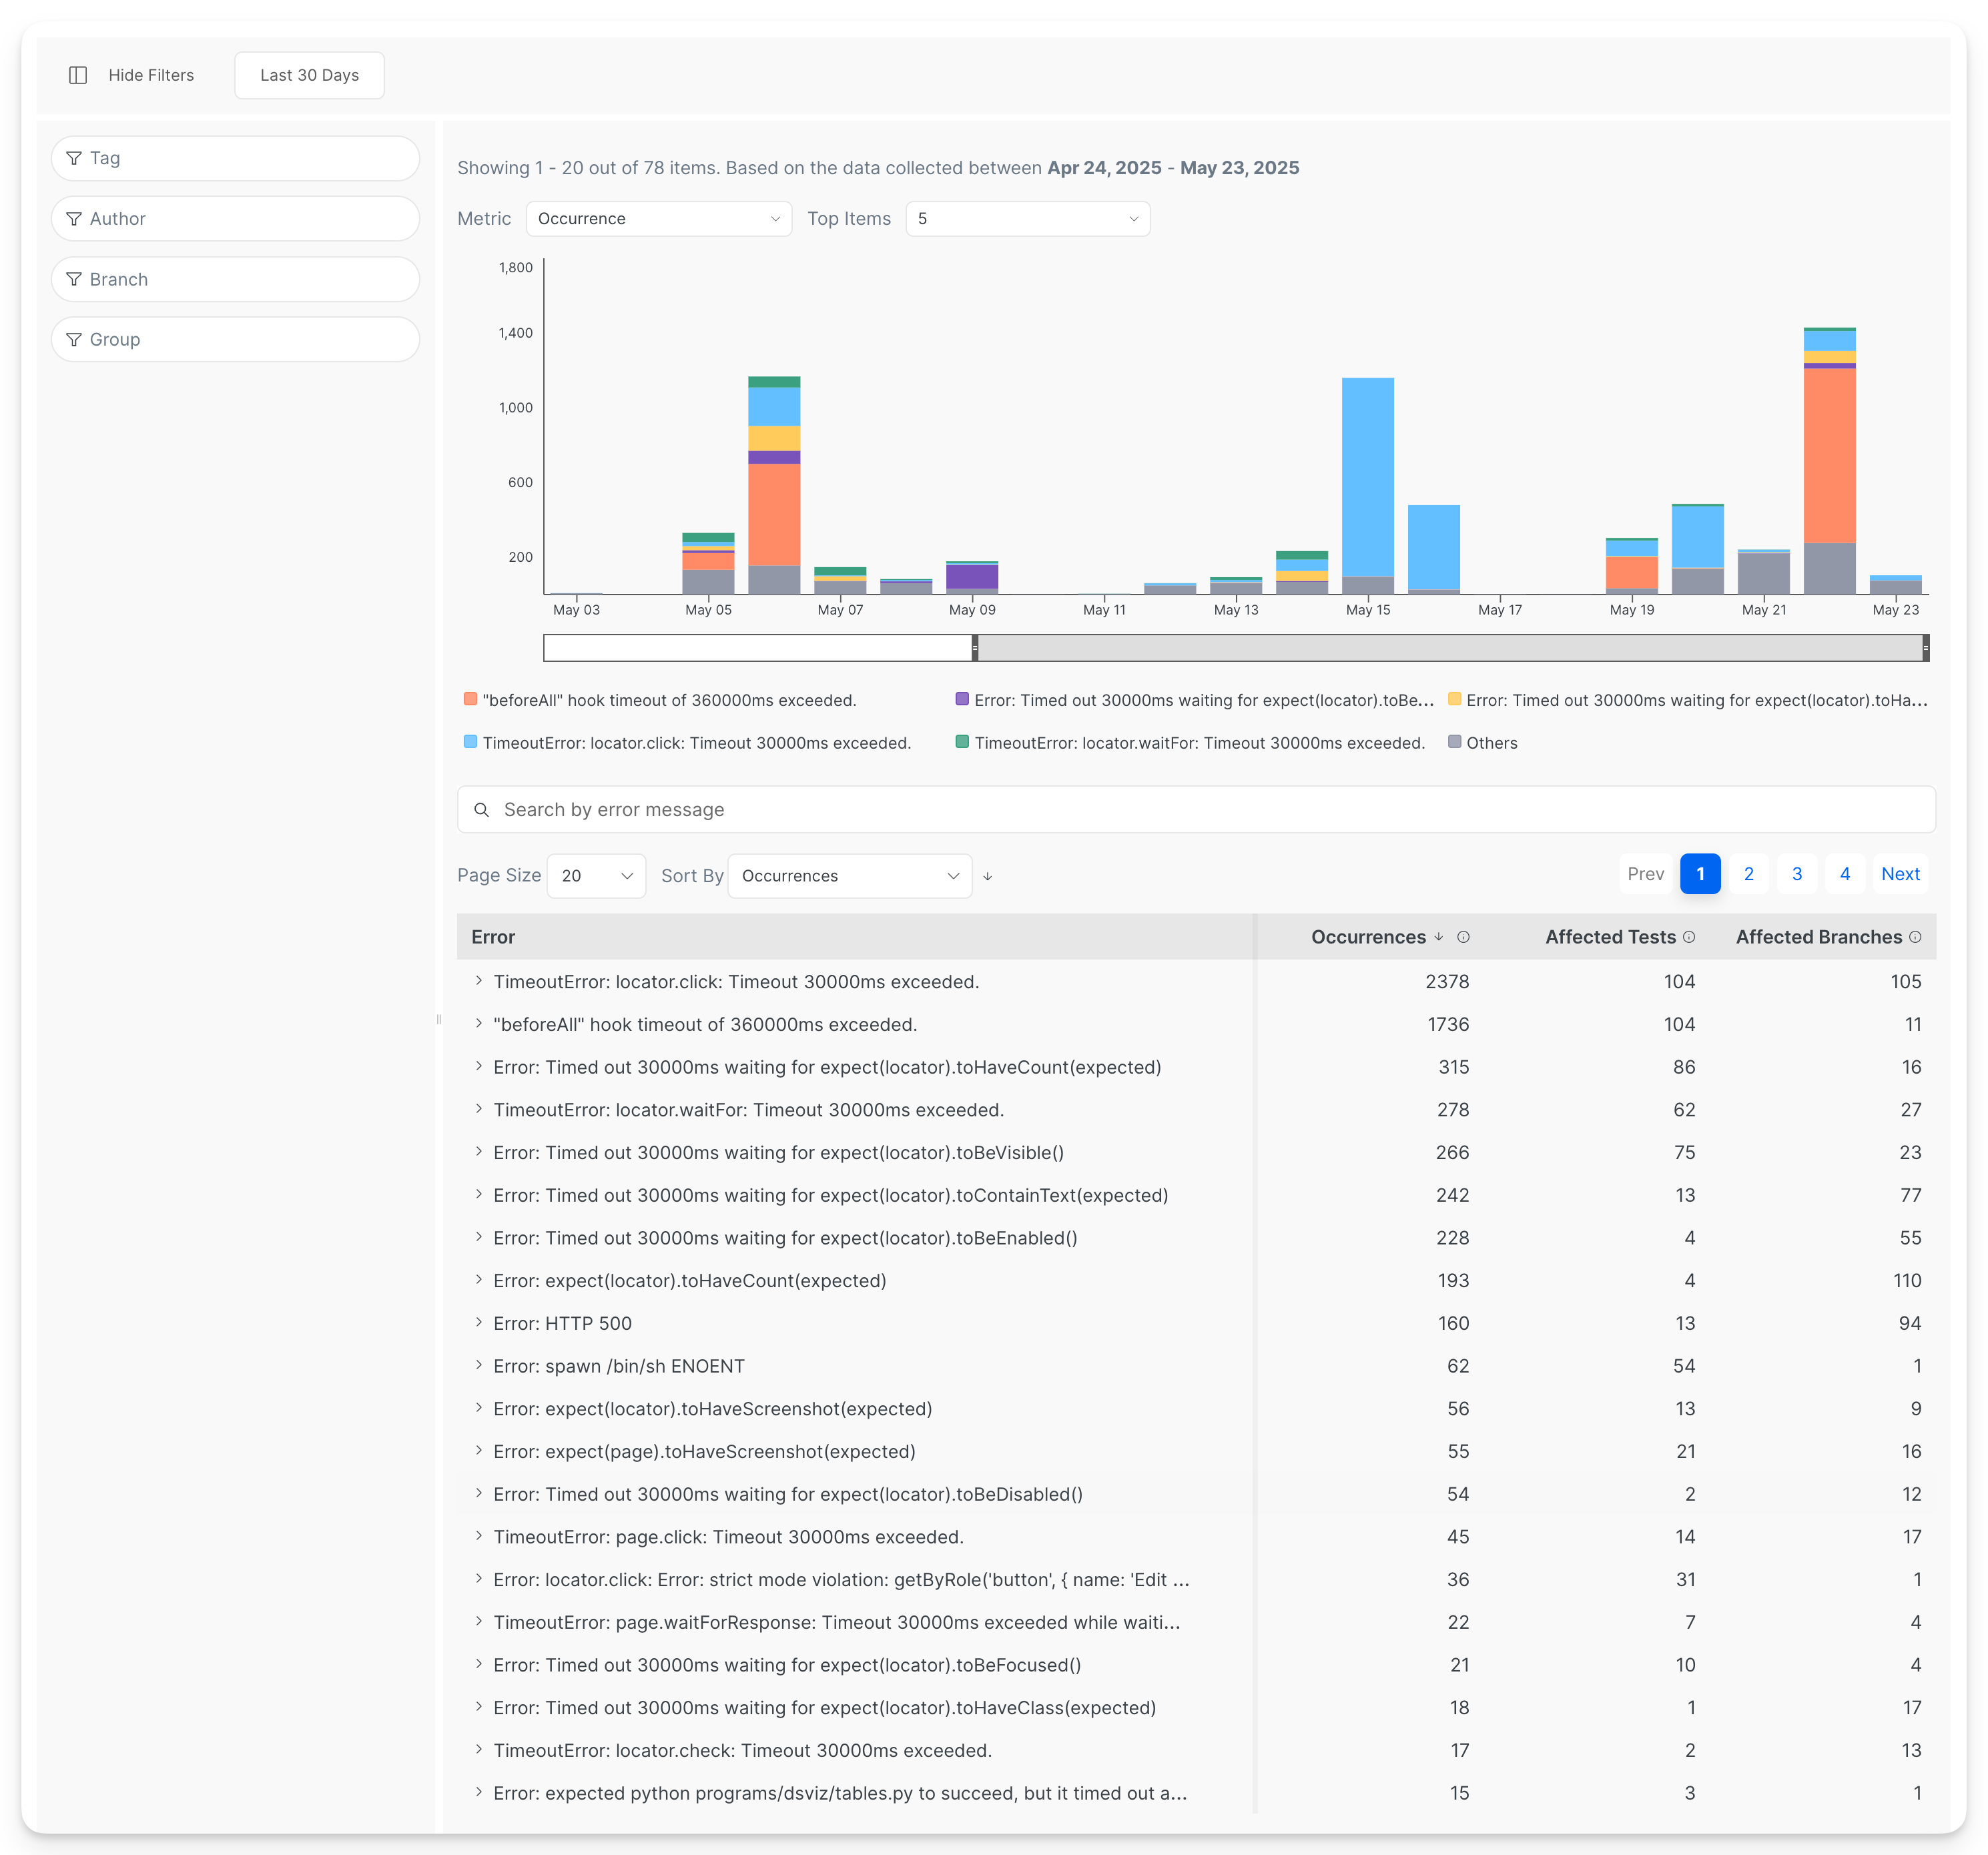 Hide Filters
Last 30 Days
Tag
Author
Branch
Group
Showing 1 - 20 out of 78 items. Based on the data collected between Apr 24, 2025 - May 23, 2025
Metric Occurrence Top Items 5
1,800
1,400
1,000
600
200
May 03 May 05 May 07 May 09 May 11 May 13 May 15 May 17 May 19 May 21 May 23
"beforeAll" hook timeout of 360000ms exceeded. Error: Timed out 30000ms waiting for expect(locator).toBe... Error: Timed out 30000ms waiting for expect(locator).toHa...
TimeoutError: locator.click: Timeout 30000ms exceeded. TimeoutError: locator.waitFor: Timeout 30000ms exceeded. Others
Search by error message
Page Size 20 Sort By Occurrences Prev 1 2 3 4 Next
Error Occurrences Affected Tests Affected Branches
TimeoutError: locator.click: Timeout 30000ms exceeded. 2378 104 105
"beforeAll" hook timeout of 360000ms exceeded. 1736 104 11
Error: Timed out 30000ms waiting for expect(locator).toHaveCount(expected) 315 86 16
TimeoutError: locator.waitFor: Timeout 30000ms exceeded. 278 62 27
Error: Timed out 30000ms waiting for expect(locator).toBeVisible() 266 75 23
Error: Timed out 30000ms waiting for expect(locator).toContainText(expected) 242 13 77
Error: Timed out 30000ms waiting for expect(locator).toBeEnabled() 228 4 55
Error: expect(locator).toHaveCount(expected) 193 4 110
Error: HTTP 500 160 13 94
Error: spawn /bin/sh ENOENT 62 54 1
Error: expect(locator).toHaveScreenshot(expected) 56 13 9
Error: expect(page).toHaveScreenshot(expected) 55 21 16
Error: Timed out 30000ms waiting for expect(locator).toBeDisabled() 54 2 12
TimeoutError: page.click: Timeout 30000ms exceeded. 45 14 17
Error: locator.click: Error: strict mode violation: getByRole('button', { name: 'Edit ... 36 31 1
TimeoutError: page.waitForResponse: Timeout 30000ms exceeded while waiti... 22 7 4
Error: Timed out 30000ms waiting for expect(locator).toBeFocused() 21 10 4
Error: Timed out 30000ms waiting for expect(locator).toHaveClass(expected) 18 1 17
TimeoutError: locator.check: Timeout 30000ms exceeded. 17 2 13
Error: expected python programs/dsviz/tables.py to succeed, but it timed out a... 15 3 1